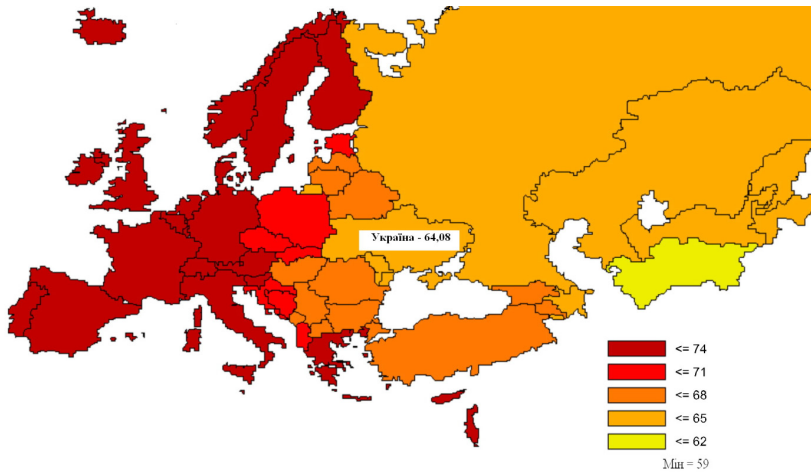 Україна - 64,08
<= 74
<= 71
<= 68
<= 65
<= 62
Мін = 59